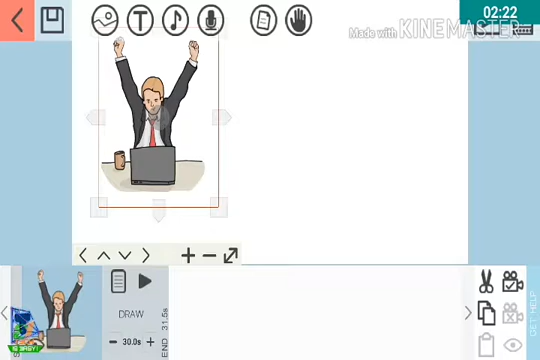 02:22
T
Made with KINEMASTER
DRAW
30.0s
END 31.5s
GET HELP